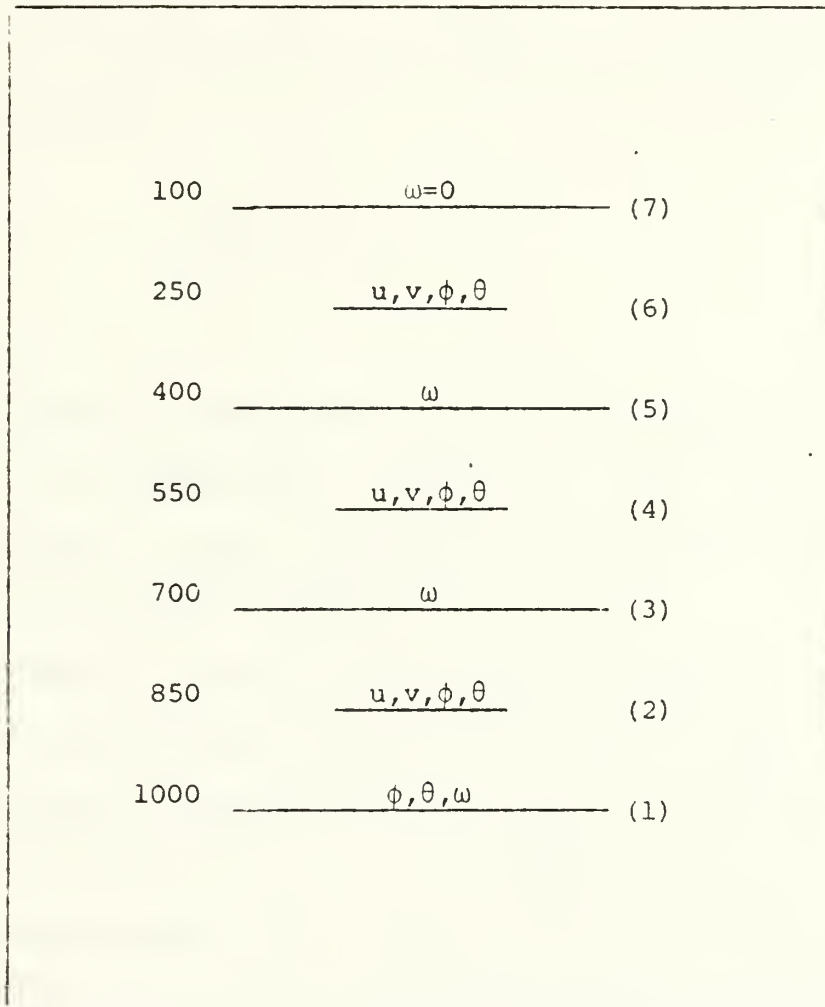 100 ω=0 (7)
250 u,v,ϕ,θ (6)
400 ω (5)
550 u,v,ϕ,θ (4)
700 ω (3)
850 u,v,ϕ,θ (2)
1000 ϕ,θ,ω (1)